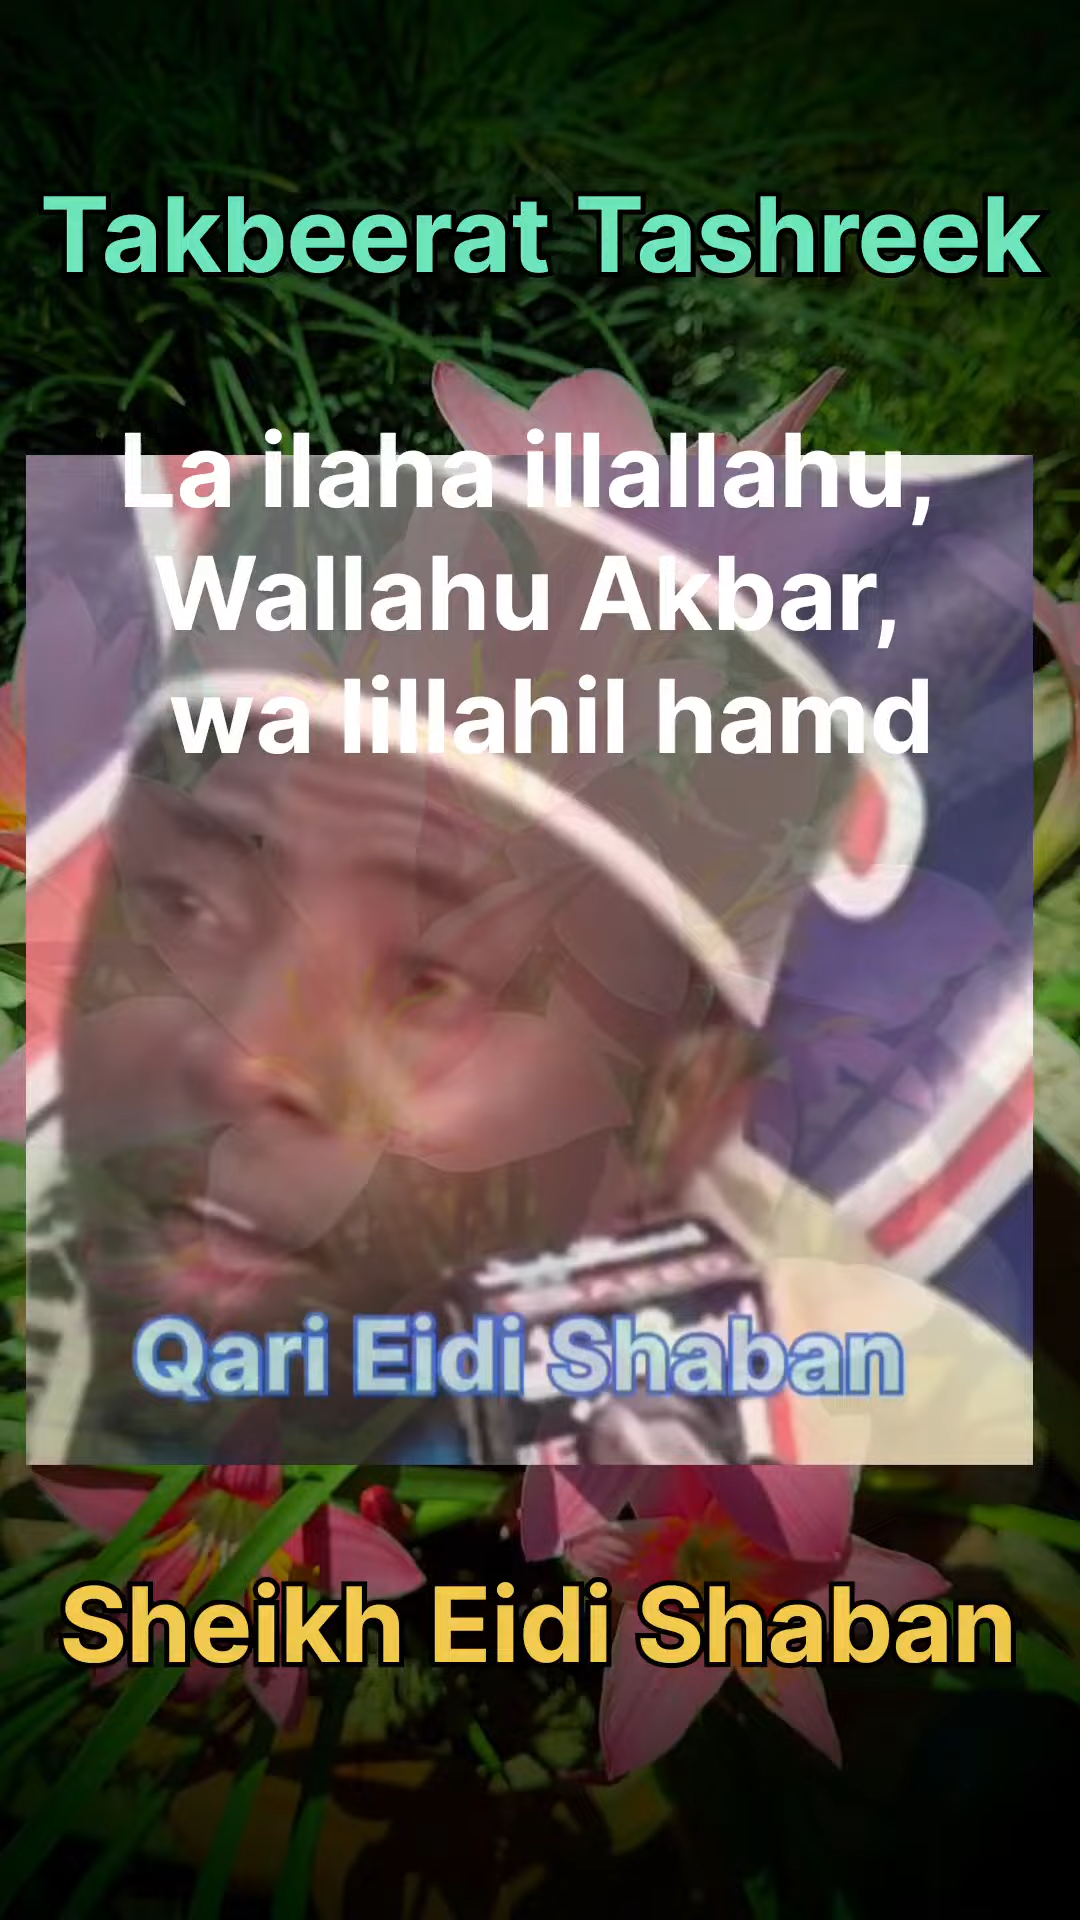 Takbeerat Tashreek
La ilaha illallahu,
Wallahu Akbar,
wa lillahil hamd
Qari Eidi Shaban
Sheikh Eidi Shaban